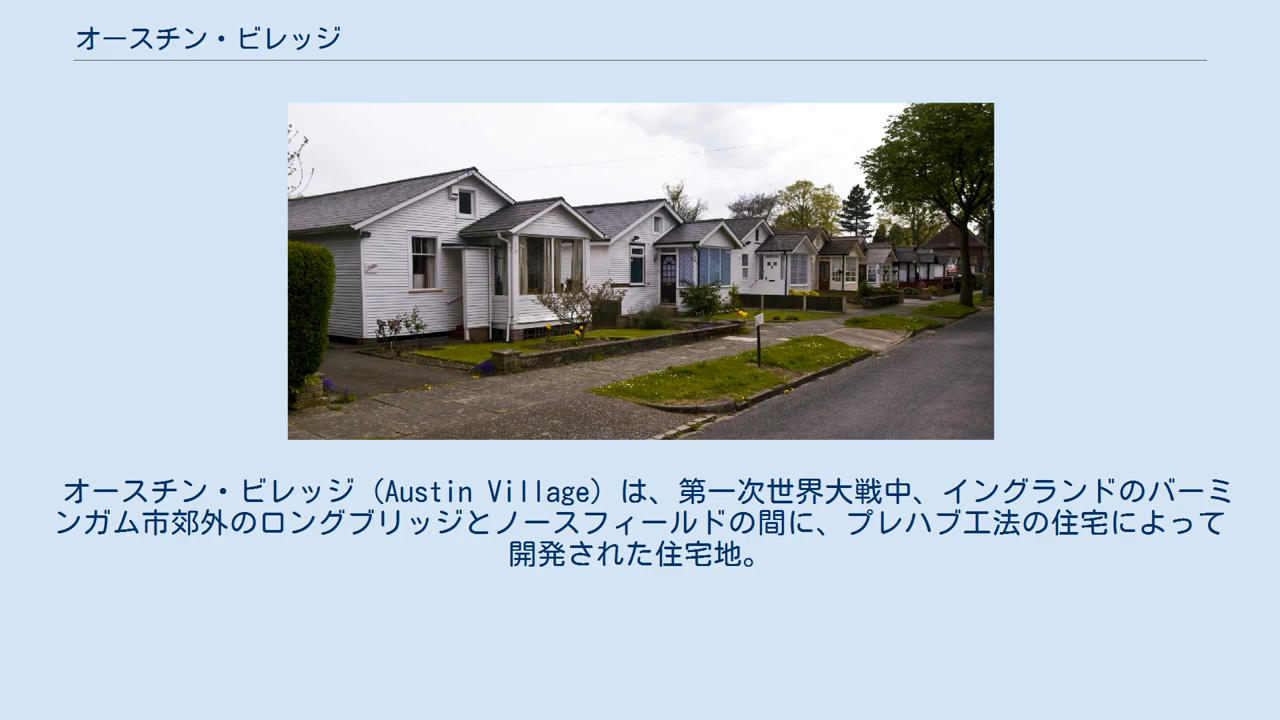 オースチン・ビレッジ
オースチン・ビレッジ（Austin Village）は、第一次世界大戦中、イングランドのバーミ
ンガム市郊外のロングブリッジとノースフィールドの間に、プレハブ工法の住宅によって
開発された住宅地。